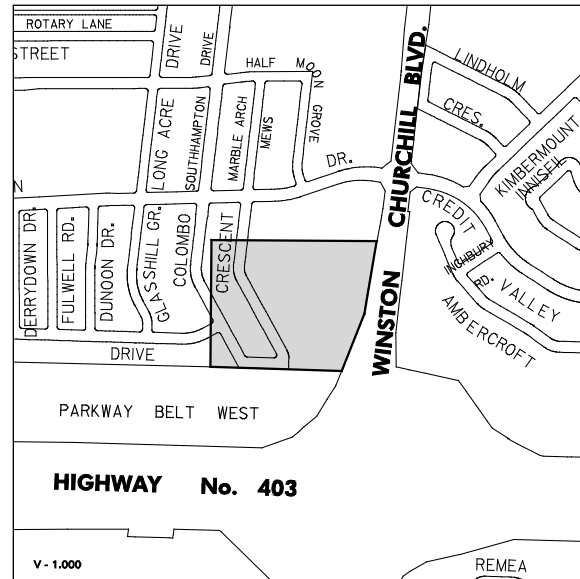 ROTARY LANE
STREET
DRIVE
DRIVE
HALF MOON GROVE
LINDHOLM
CRES.
WINSTON CHURCHILL BLVD.
LONG ACRE
SOUTHHAMPTON
MARBLE ARCH
MEWS
DR.
KIMBERMOUNT
INNISFIL
N
CREDIT
VALLEY
INCHBURY
RD.
AMBERCROFT
DERRYDOWN DR.
FULWELL RD.
DUNOON DR.
GLASSHILL GR.
COLOMBO
CRESCENT
DRIVE
PARKWAY BELT WEST
HIGHWAY No. 403
V - 1.000
REMEA